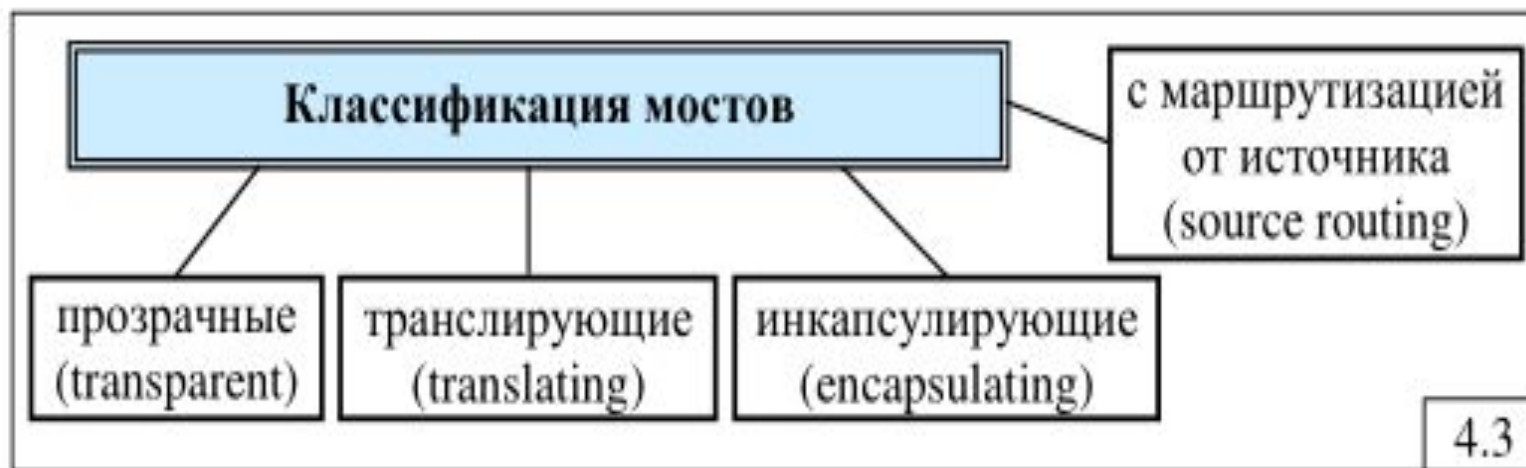 Классификация мостов
с маршрутизацией
от источника
(source routing)
прозрачные
(transparent)
транслирующие
(translating)
инкапсулирующие
(encapsulating)
4.3